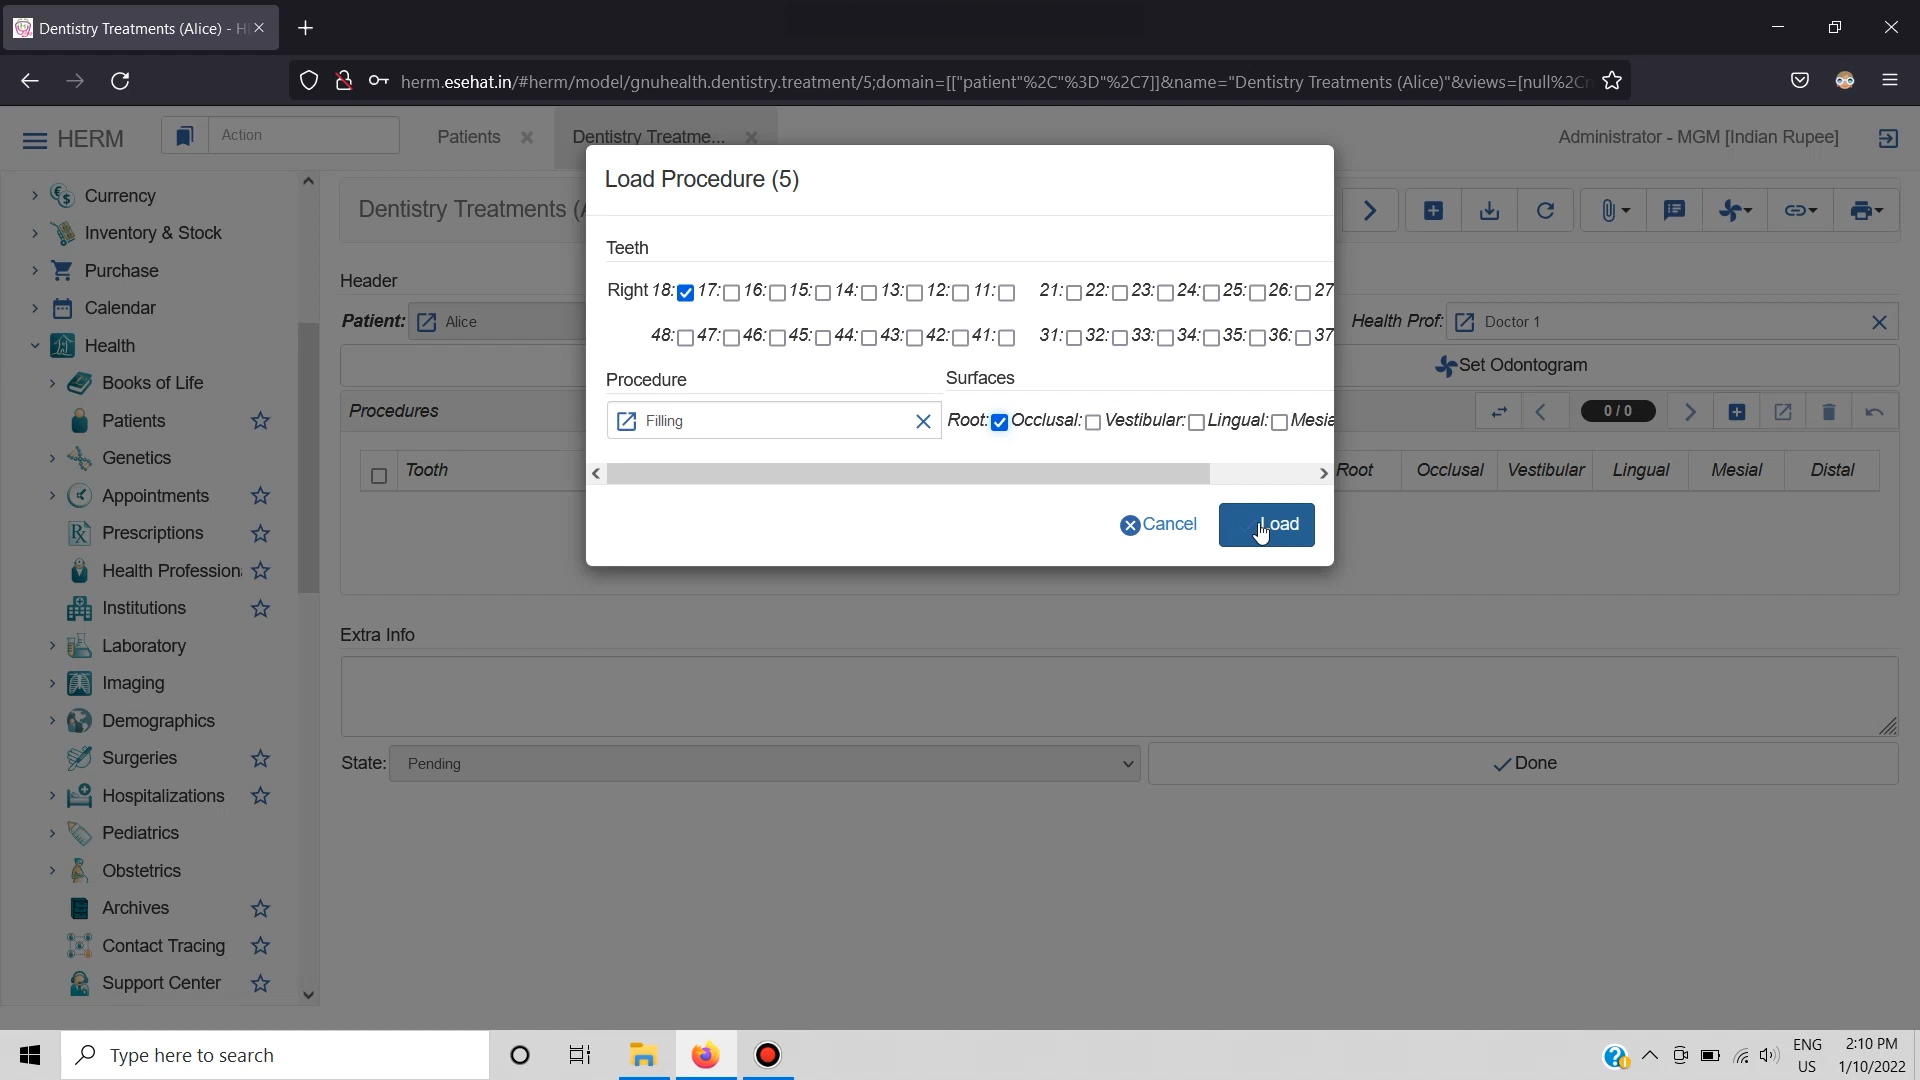 Dentistry Treatments (Alice) - H
herm.esehat.in/#herm/model/gnuhealth.dentistry.treatment/5;domain=[["patient"%2C"%3D"%2C7]]&name="Dentistry Treatments (Alice)"&views=[null%2Cn
HERM
Action
Patients
Dentistry Treatme...
Administrator - MGM [Indian Rupee]
Currency
Inventory & Stock
Purchase
Calendar
Health
Books of Life
Patients
Genetics
Appointments
Prescriptions
Health Profession
Institutions
Laboratory
Imaging
Demographics
Surgeries
Hospitalizations
Pediatrics
Obstetrics
Archives
Contact Tracing
Support Center
Dentistry Treatments (A
Header
Patient: Alice
Health Prof: Doctor 1
Set Odontogram
Procedures
0 / 0
Tooth Root Occlusal Vestibular Lingual Mesial Distal
Load Procedure (5)
Teeth
Right 18: 17: 16: 15: 14: 13: 12: 11: 21: 22: 23: 24: 25: 26: 27
48: 47: 46: 45: 44: 43: 42: 41: 31: 32: 33: 34: 35: 36: 37
Procedure Surfaces
Filling Root: Occlusal: Vestibular: Lingual: Mesia
Cancel Load
Extra Info
State: Pending Done
Type here to search
ENG
US
2:10 PM
1/10/2022